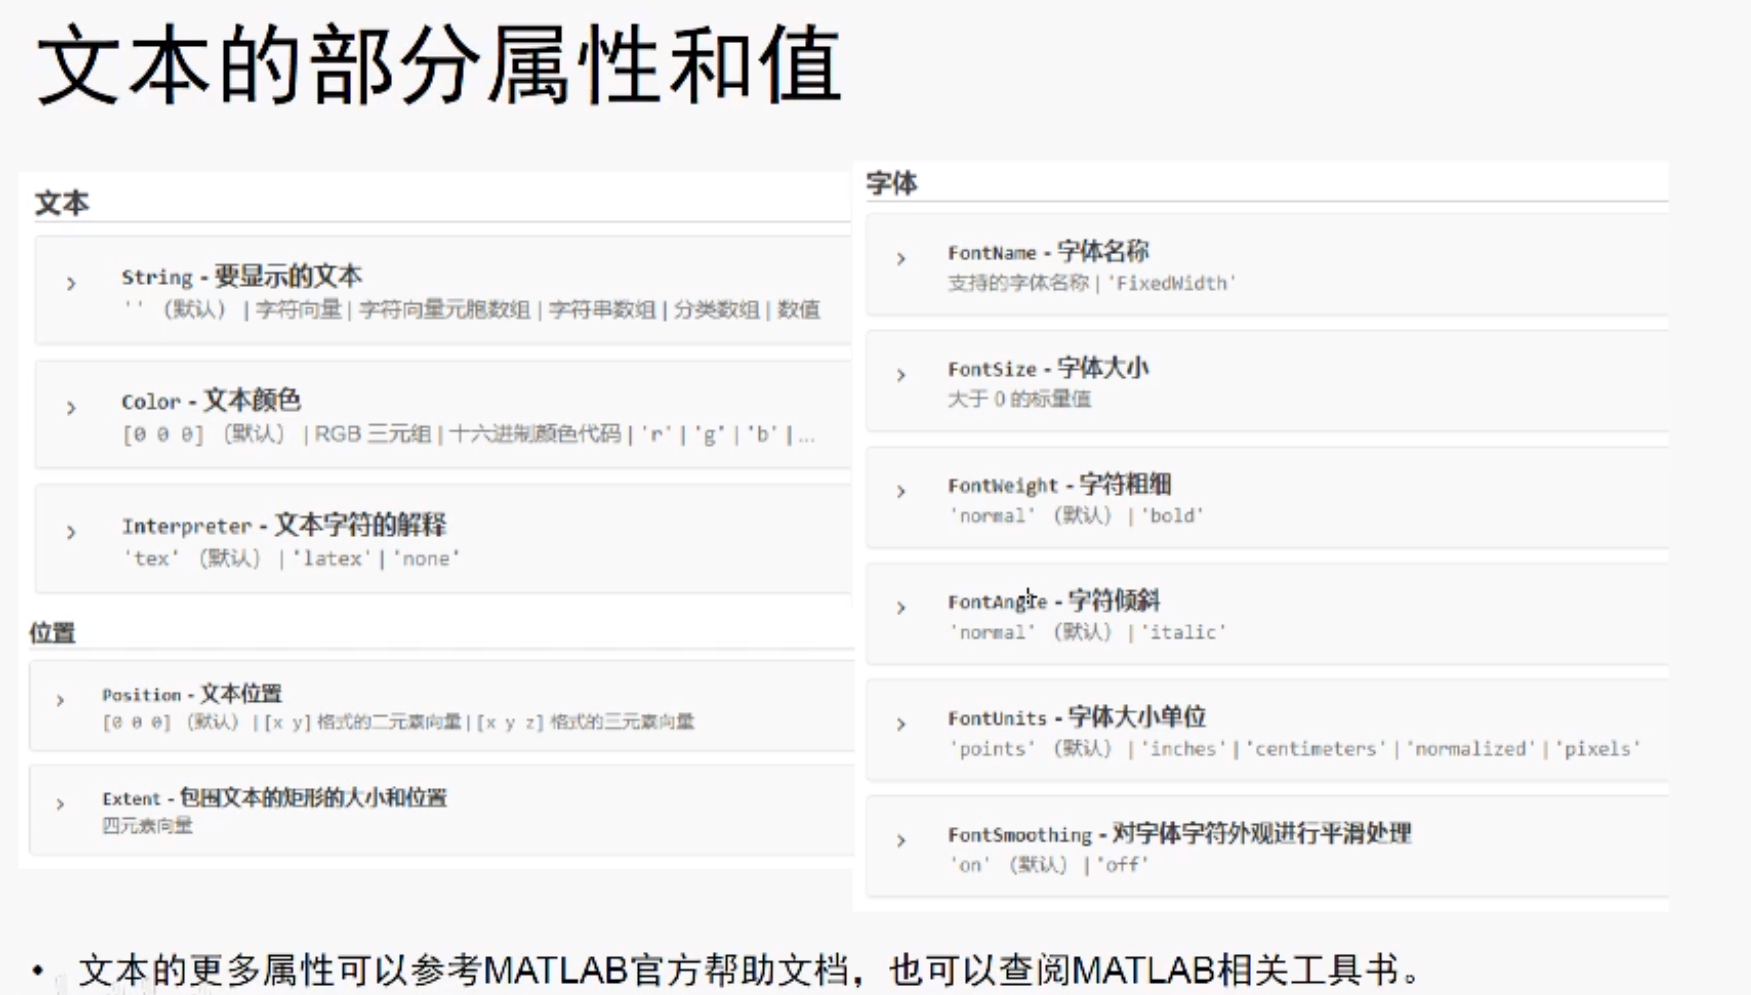 文本的部分属性和值
文本
String - 要显示的文本
'' （默认） | 字符向量 | 字符向量元胞数组 | 字符串数组 | 分类数组 | 数值
Color - 文本颜色
[0 0 0] （默认） | RGB 三元组 | 十六进制颜色代码 | 'r' | 'g' | 'b' | ...
Interpreter - 文本字符的解释
'tex' （默认） | 'latex' | 'none'
位置
Position - 文本位置
[0 0 0] （默认） | [x y] 格式的二元素向量 | [x y z] 格式的三元素向量
Extent - 包围文本的矩形的大小和位置
四元素向量
字体
FontName - 字体名称
支持的字体名称 | 'FixedWidth'
FontSize - 字体大小
大于 0 的标量值
FontWeight - 字符粗细
'normal' （默认） | 'bold'
FontAngle - 字符倾斜
'normal' （默认） | 'italic'
FontUnits - 字体大小单位
'points' （默认） | 'inches' | 'centimeters' | 'normalized' | 'pixels'
FontSmoothing - 对字体字符外观进行平滑处理
'on' （默认） | 'off'
• 文本的更多属性可以参考MATLAB官方帮助文档，也可以查阅MATLAB相关工具书。